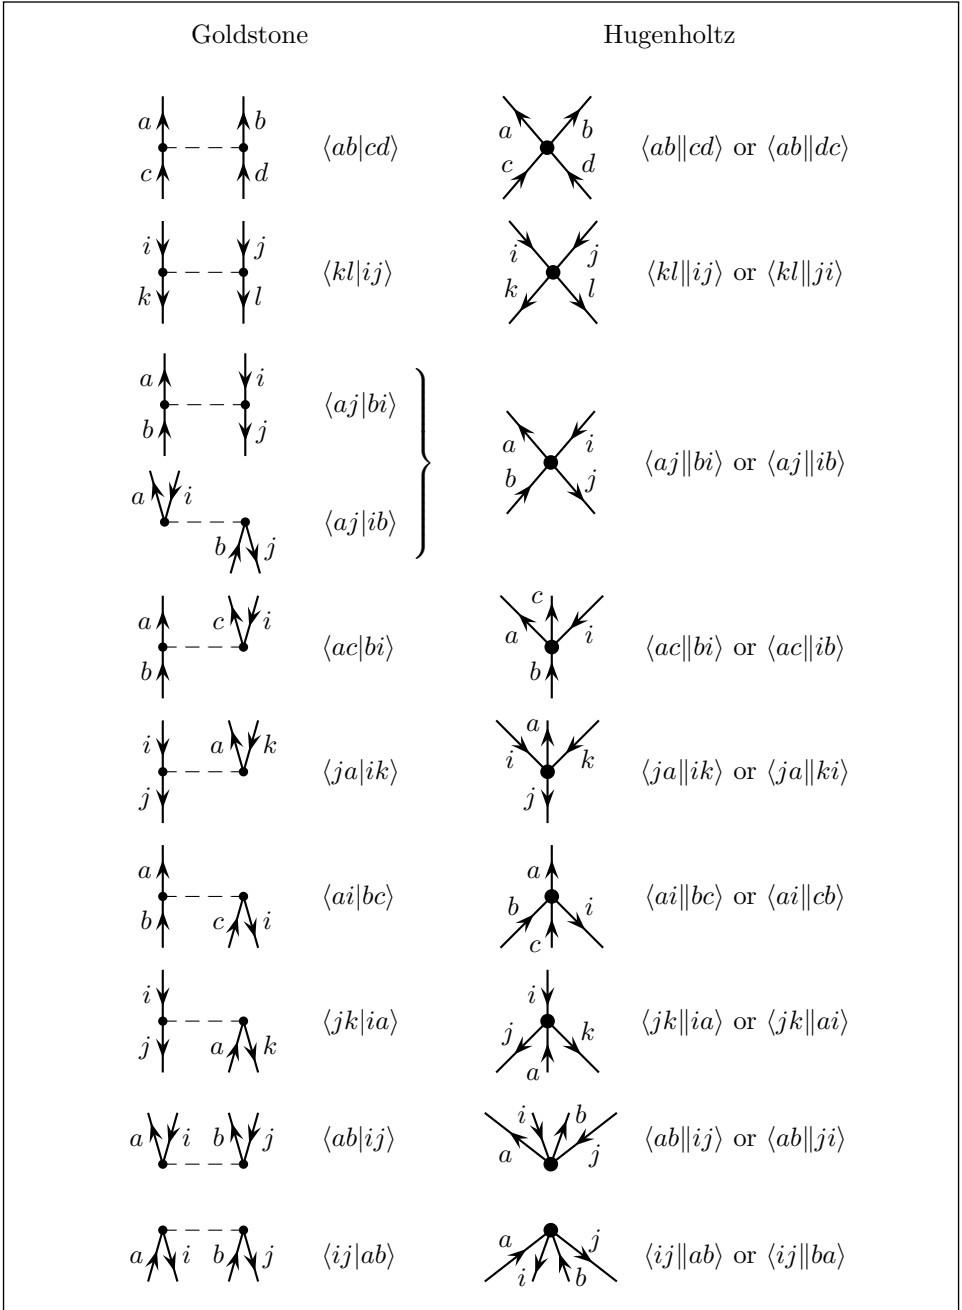 Goldstone Hugenholtz
a b ⟨ab|cd⟩ a b ⟨ab∥cd⟩ or ⟨ab∥dc⟩
c d c d
i j ⟨kl|ij⟩ i j ⟨kl∥ij⟩ or ⟨kl∥ji⟩
k l k l
a i ⟨aj|bi⟩
b j
a i ⟨aj|ib⟩ a i ⟨aj∥bi⟩ or ⟨aj∥ib⟩
b j b j
a c i ⟨ac|bi⟩ c a i ⟨ac∥bi⟩ or ⟨ac∥ib⟩
b b
i a k ⟨ja|ik⟩ a i k ⟨ja∥ik⟩ or ⟨ja∥ki⟩
j j
a ⟨ai|bc⟩ a ⟨ai∥bc⟩ or ⟨ai∥cb⟩
b c i b i c
i ⟨jk|ia⟩ i ⟨jk∥ia⟩ or ⟨jk∥ai⟩
j a k j k a
a i b j ⟨ab|ij⟩ i b a j ⟨ab∥ij⟩ or ⟨ab∥ji⟩
a i b j ⟨ij|ab⟩ a j i b ⟨ij∥ab⟩ or ⟨ij∥ba⟩